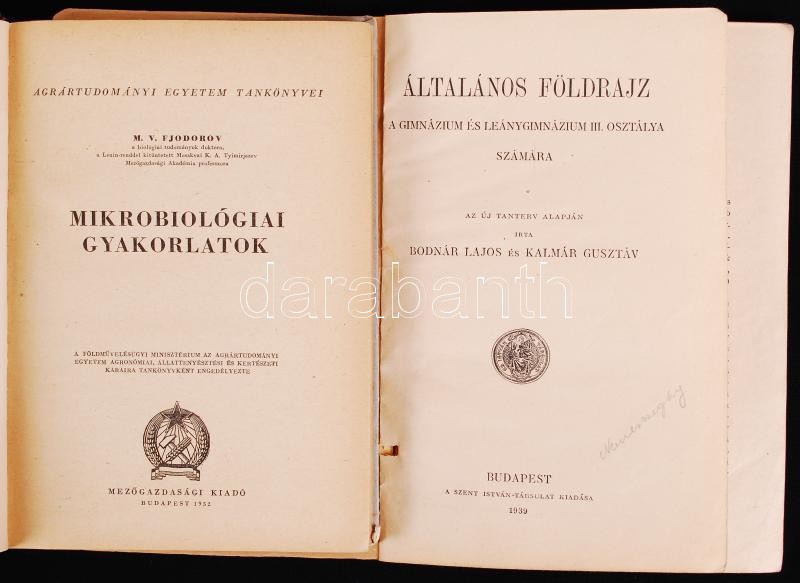 AGRÁRTUDOMÁNYI EGYETEM TANKÖNYVEI
M. V. FJODOROV
a biológiai tudományok doktora,
a Lenin-renddel kitüntetett Moszkvai K. A. Tyimirjazev
Mezőgazdasági Akadémia professzora
MIKROBIOLÓGIAI
GYAKORLATOK
A FÖLDMŰVELÉSÜGYI MINISZTÉRIUM AZ AGRÁRTUDOMÁNYI
EGYETEM AGRONÓMIAI, ÁLLATTENYÉSZTÉSI ÉS KERTÉSZETI
KARAIRA TANKÖNYVKÉNT ENGEDÉLYEZTE
MEZŐGAZDASÁGI KIADÓ
BUDAPEST 1952
ÁLTALÁNOS FÖLDRAJZ
A GIMNÁZIUM ÉS LEÁNYGIMNÁZIUM III. OSZTÁLYA
SZÁMÁRA
AZ ÚJ TANTERV ALAPJÁN
IRTA
BODNÁR LAJOS ÉS KALMÁR GUSZTÁV
BUDAPEST
A SZENT ISTVÁN-TÁRSULAT KIADÁSA
1939
darabanth